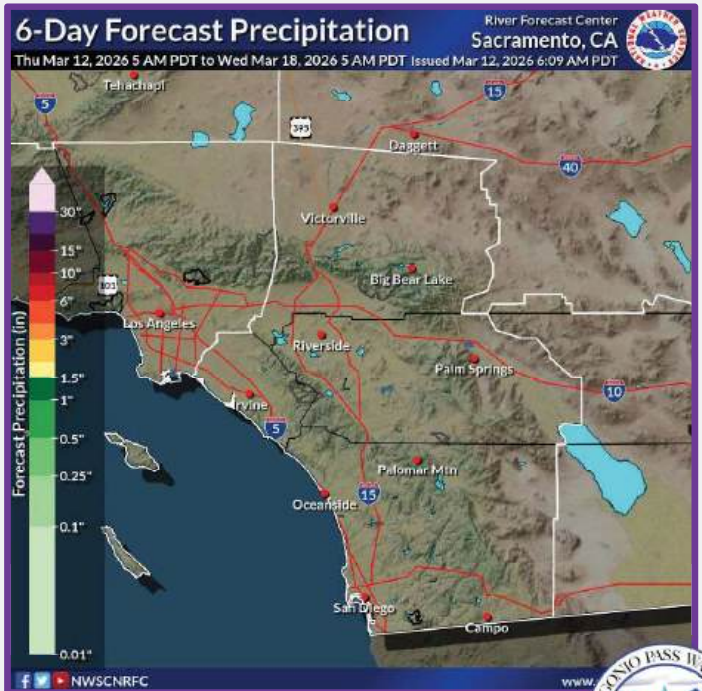 6-Day Forecast Precipitation
River Forecast Center
Sacramento, CA
Thu Mar 12, 2026 5 AM PDT to Wed Mar 18, 2026 5 AM PDT Issued Mar 12, 2026 6:09 AM PDT
NATIONAL WEATHER SERVICE
Tehachapi
5
15
395
Daggett
40
Victorville
30"
15"
10"
6"
3"
1.5"
1"
0.5"
0.25"
0.1"
0.01"
Forecast Precipitation (in)
101
Big Bear Lake
Los Angeles
Riverside
Palm Springs
10
Irvine
5
Palomar Mtn
Oceanside
15
San Diego
Campo
NWSCNRFC
www.
ONIO PASS W